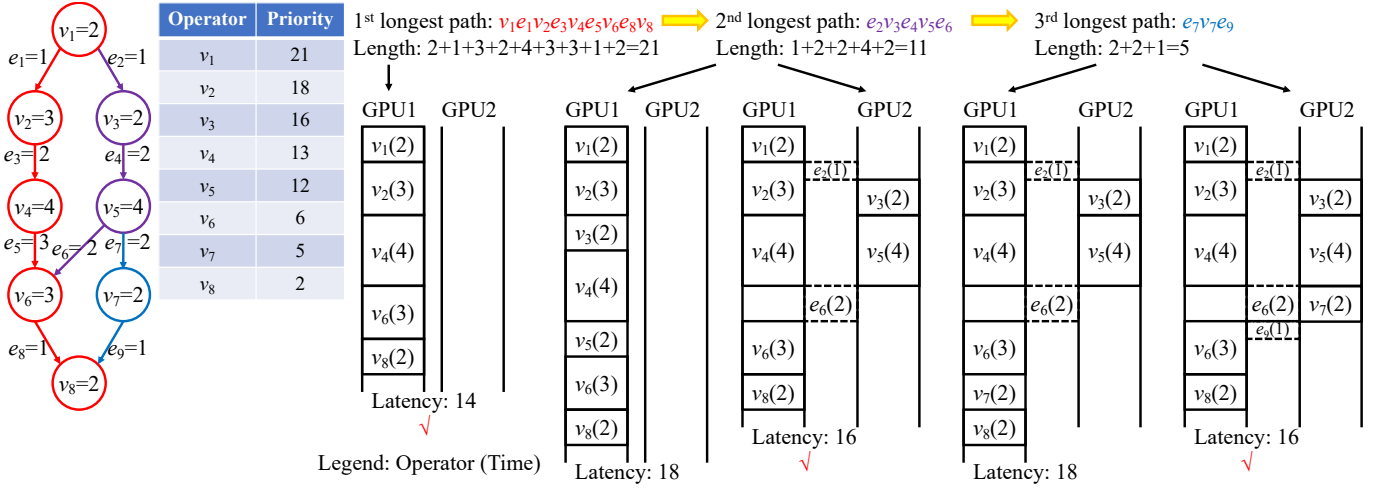 v1=2
e1=1
e2=1
v2=3
v3=2
e3= 2
e4= =2
v4=4
v5=4
e5= 3
e6= 2
e7= =2
v6=3
v7=2
e8=1
e9=1
v8=2
Operator Priority
v1 21
v2 18
v3 16
v4 13
v5 12
v6 6
v7 5
v8 2
1st longest path: v1e1v2e3v4e5v6e8v8
Length: 2+1+3+2+4+3+3+1+2=21
2nd longest path: e2v3e4v5e6
Length: 1+2+2+4+2=11
3rd longest path: e7v7e9
Length: 2+2+1=5
GPU1 GPU2
v1(2)
v2(3)
v4(4)
v6(3)
v8(2)
Latency: 14
√
GPU1 GPU2
v1(2)
v2(3)
v3(2)
v4(4)
v5(2)
v6(3)
v8(2)
Latency: 18
GPU1 GPU2
v1(2)
e2(1)
v2(3)
v3(2)
v4(4)
v5(4)
e6(2)
v6(3)
v8(2)
Latency: 16
√
GPU1 GPU2
v1(2)
e2(1)
v2(3)
v3(2)
v4(4)
v5(4)
e6(2)
v6(3)
v7(2)
v8(2)
Latency: 18
GPU1 GPU2
v1(2)
e2(1)
v2(3)
v3(2)
v4(4)
v5(4)
e6(2)
v7(2)
e9(1)
v6(3)
v8(2)
Latency: 16
√
Legend: Operator (Time)